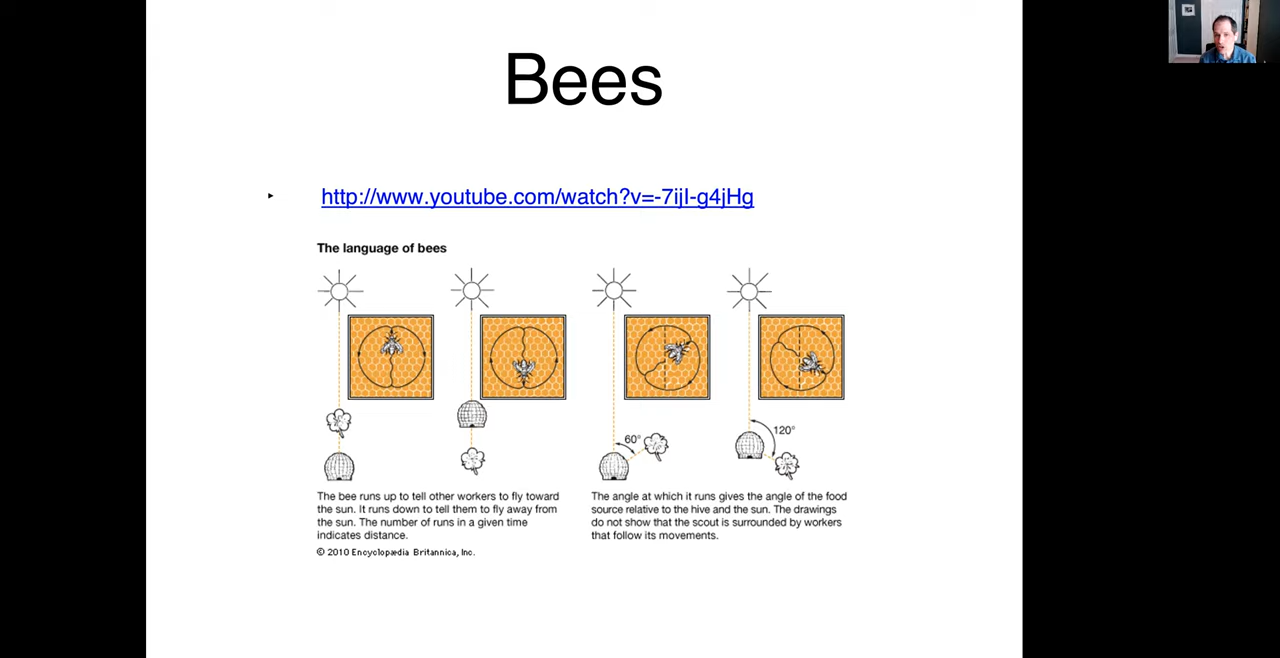 Bees
http://www.youtube.com/watch?v=-7ijI-g4jHg
The language of bees
60°
120°
The bee runs up to tell other workers to fly toward
the sun. It runs down to tell them to fly away from
the sun. The number of runs in a given time
indicates distance.
© 2010 Encyclopædia Britannica, Inc.
The angle at which it runs gives the angle of the food
source relative to the hive and the sun. The drawings
do not show that the scout is surrounded by workers
that follow its movements.